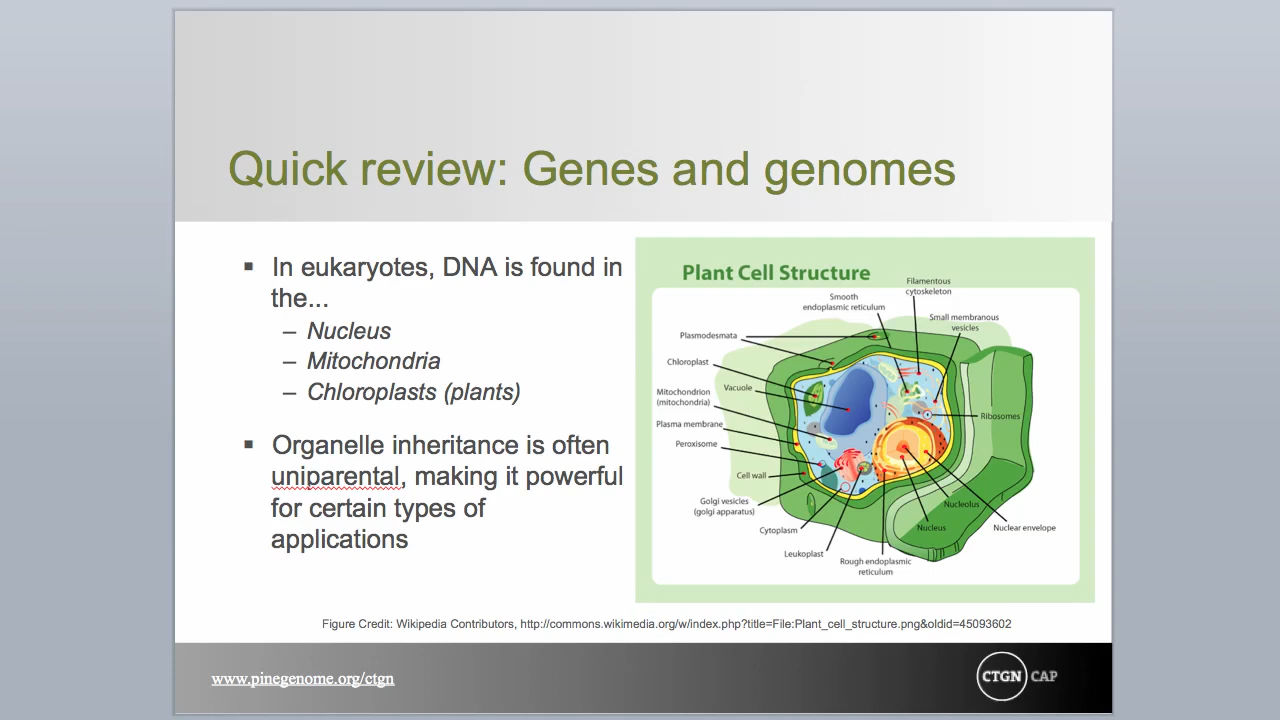 Quick review: Genes and genomes
▪ In eukaryotes, DNA is found in
the...
– Nucleus
– Mitochondria
– Chloroplasts (plants)
▪ Organelle inheritance is often
uniparental, making it powerful
for certain types of
applications
Plant Cell Structure
Filamentous
cytoskeleton
Smooth
endoplasmic reticulum
Small membranous
vesicles
Plasmodesmata
Chloroplast
Vacuole
Mitochondrion
(mitochondria)
Plasma membrane
Peroxisome
Ribosomes
Cell wall
Golgi vesicles
(golgi apparatus)
Nucleolus
Cytoplasm
Nucleus
Nuclear envelope
Leukoplast
Rough endoplasmic
reticulum
Figure Credit: Wikipedia Contributors, http://commons.wikimedia.org/w/index.php?title=File:Plant_cell_structure.png&oldid=45093602
www.pinegenome.org/ctgn
CTGN CAP